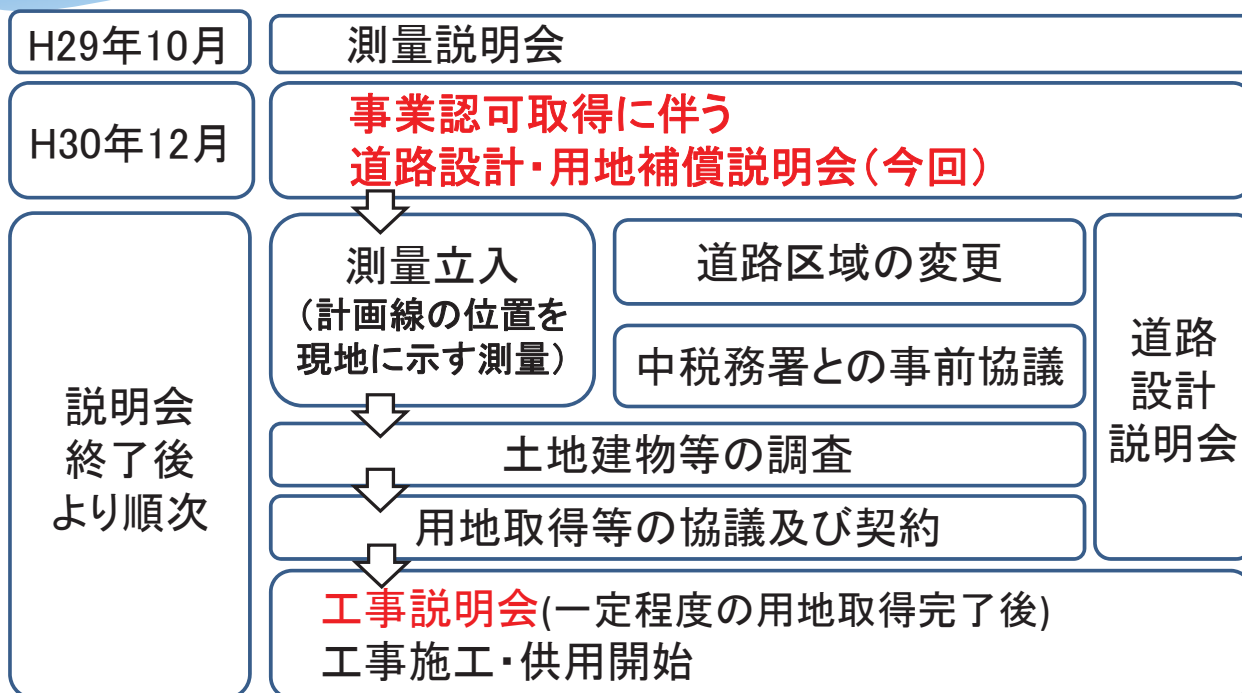 H29年10月
測量説明会
H30年12月
事業認可取得に伴う
道路設計・用地補償説明会(今回)
説明会
終了後
より順次
測量立入
(計画線の位置を
現地に示す測量)
道路区域の変更
中税務署との事前協議
道路
設計
説明会
土地建物等の調査
用地取得等の協議及び契約
工事説明会(一定程度の用地取得完了後)
工事施工・供用開始